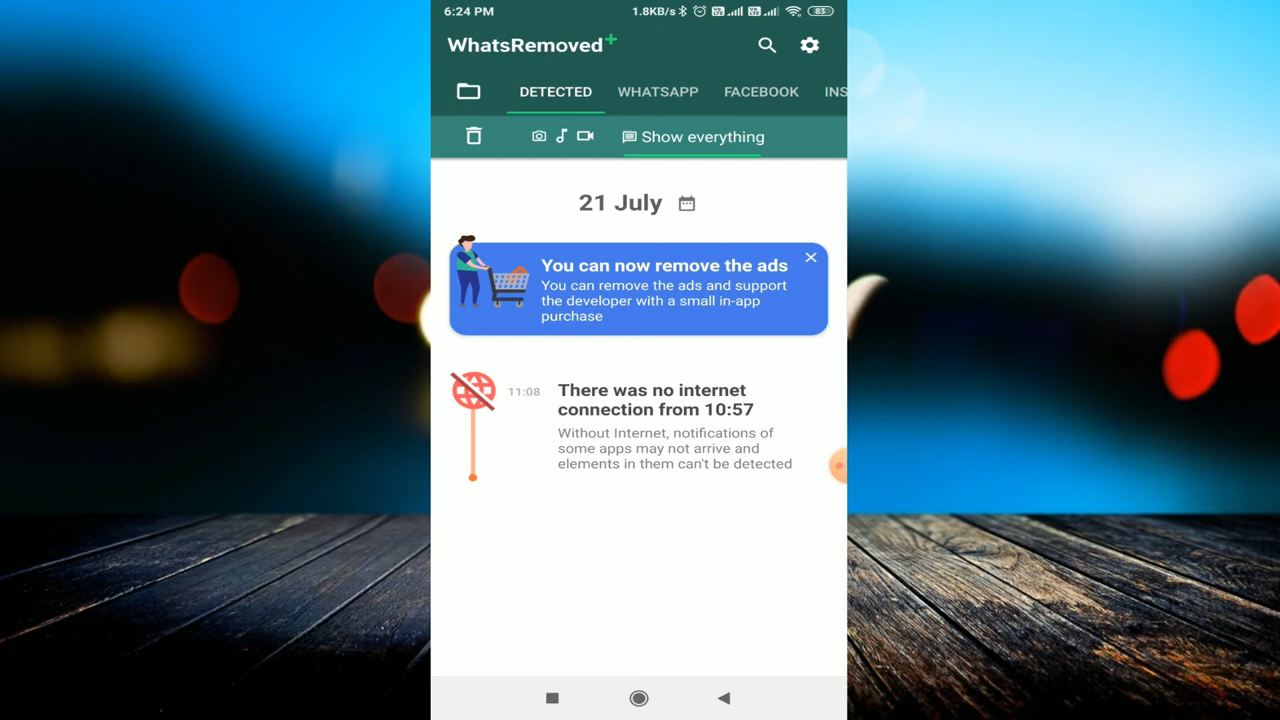 6:24 PM 1.8KB/s 83
WhatsRemoved+
DETECTED WHATSAPP FACEBOOK INS
Show everything
21 July
You can now remove the ads
You can remove the ads and support
the developer with a small in-app
purchase
11:08 There was no internet
connection from 10:57
Without Internet, notifications of
some apps may not arrive and
elements in them can't be detected